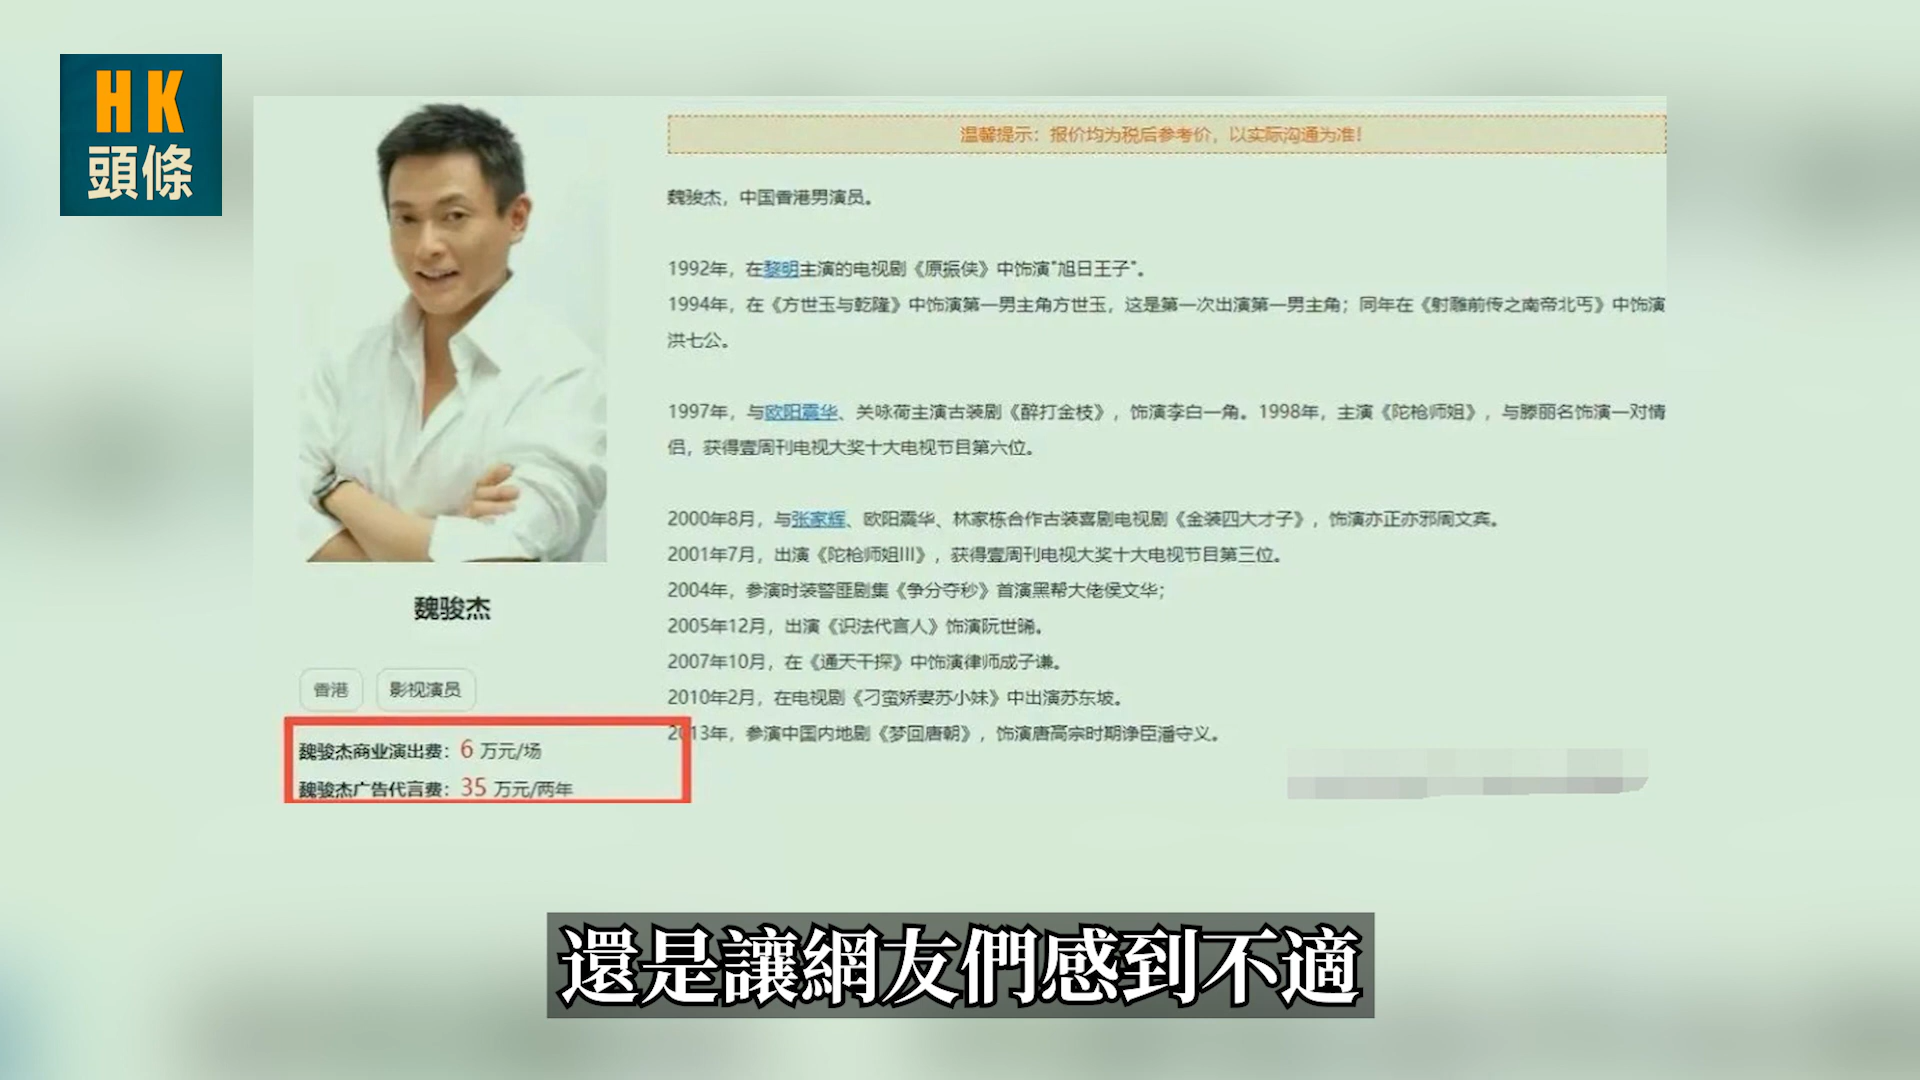 HK
頭條
温馨提示：报价均为税后参考价，以实际沟通为准！
魏骏杰，中国香港男演员。
1992年，在黎明主演的电视剧《原振侠》中饰演"旭日王子"。
1994年，在《方世玉与乾隆》中饰演第一男主角方世玉，这是第一次出演第一男主角；同年在《射雕前传之南帝北丐》中饰演
洪七公。
1997年，与欧阳震华、关咏荷主演古装剧《醉打金枝》，饰演李白一角。1998年，主演《陀枪师姐》，与滕丽名饰演一对情
侣，获得壹周刊电视大奖十大电视节目第六位。
2000年8月，与张家辉、欧阳震华、林家栋合作古装喜剧电视剧《金装四大才子》，饰演亦正亦邪周文宾。
2001年7月，出演《陀枪师姐III》，获得壹周刊电视大奖十大电视节目第三位。
2004年，参演时装警匪剧集《争分夺秒》首演黑帮大佬侯文华；
2005年12月，出演《识法代言人》饰演阮世晞。
2007年10月，在《通天干探》中饰演律师成子谦。
2010年2月，在电视剧《刁蛮娇妻苏小妹》中出演苏东坡。
2013年，参演中国内地剧《梦回唐朝》，饰演唐高宗时期诤臣潘守义。
魏骏杰
香港 影视演员
魏骏杰商业演出费：6 万元/场
魏骏杰广告代言费：35 万元/两年
還是讓網友們感到不適